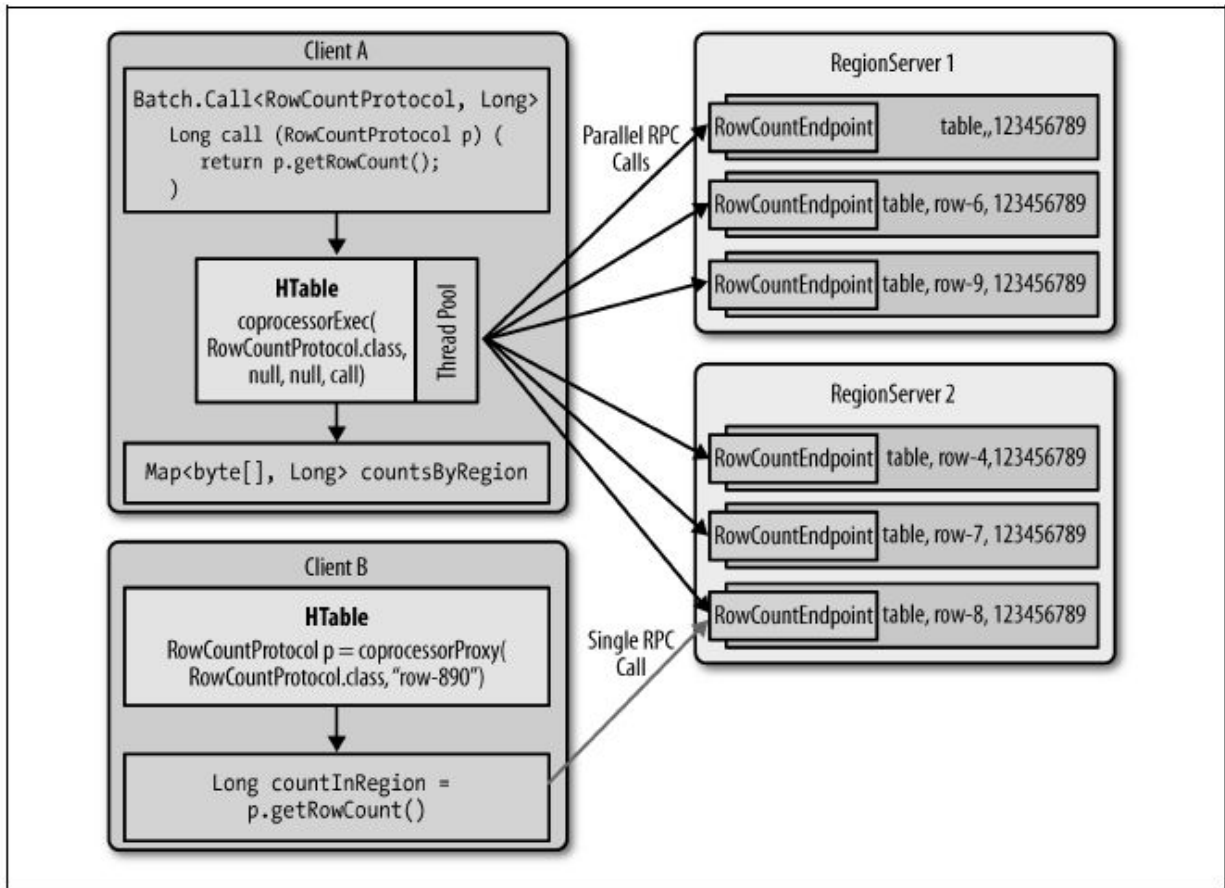 Client A
Batch.Call<RowCountProtocol, Long>
Long call (RowCountProtocol p) (
return p.getRowCount();
)
HTable
coprocessorExec(
RowCountProtocol.class,
null, null, call)
Thread Pool
Map<byte[], Long> countsByRegion
Parallel RPC
Calls
RegionServer 1
RowCountEndpoint table,,123456789
RowCountEndpoint table, row-6, 123456789
RowCountEndpoint table, row-9, 123456789
RegionServer 2
RowCountEndpoint table, row-4,123456789
RowCountEndpoint table, row-7, 123456789
RowCountEndpoint table, row-8, 123456789
Client B
HTable
RowCountProtocol p = coprocessorProxy(
RowCountProtocol.class, “row-890”)
Single RPC
Call
Long countInRegion =
p.getRowCount()